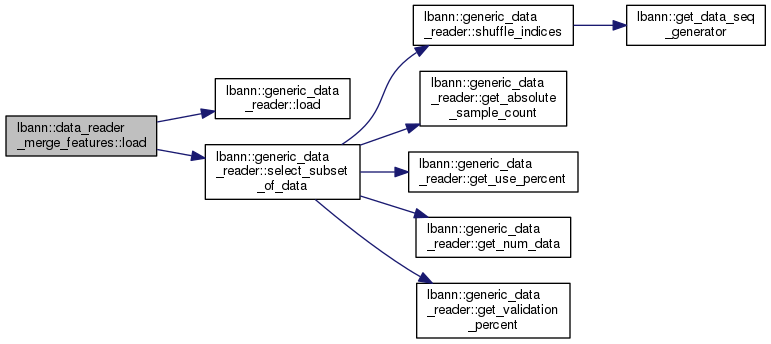 lbann::data_reader
_merge_features::load
lbann::generic_data
_reader::load
lbann::generic_data
_reader::select_subset
_of_data
lbann::generic_data
_reader::shuffle_indices
lbann::get_data_seq
_generator
lbann::generic_data
_reader::get_absolute
_sample_count
lbann::generic_data
_reader::get_use_percent
lbann::generic_data
_reader::get_num_data
lbann::generic_data
_reader::get_validation
_percent